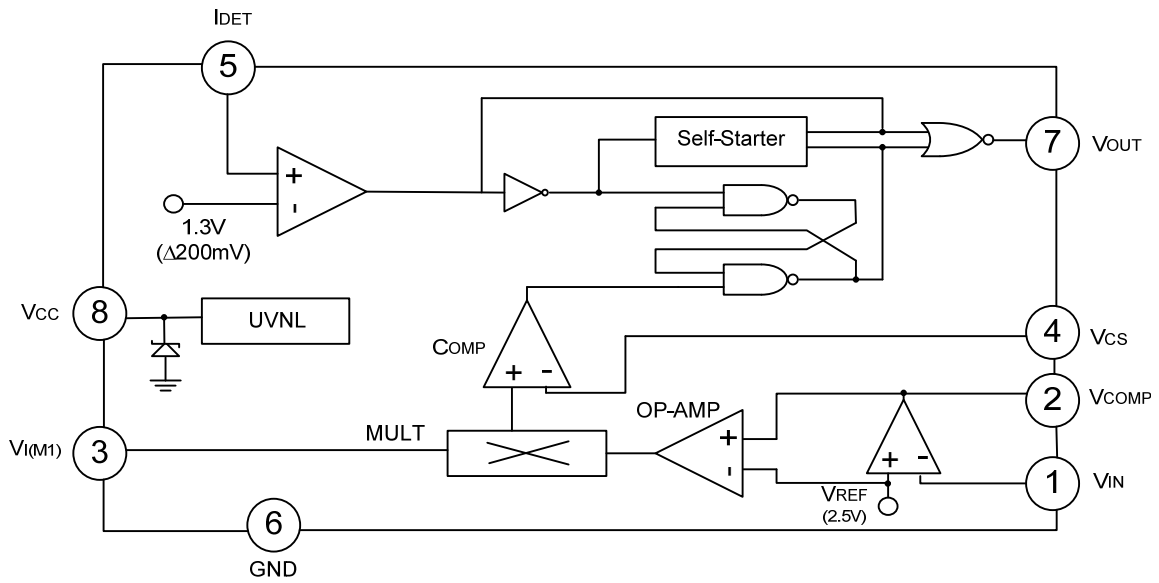 IDET
5
Self-Starter
7
VOUT
+
-
1.3V
(Δ200mV)
VCC
8
UVNL
4
VCS
COMP
+ -
2
VCOMP
OP-AMP
VI(M1)
3
MULT
+
-
+ -
1
VIN
VREF
(2.5V)
6
GND